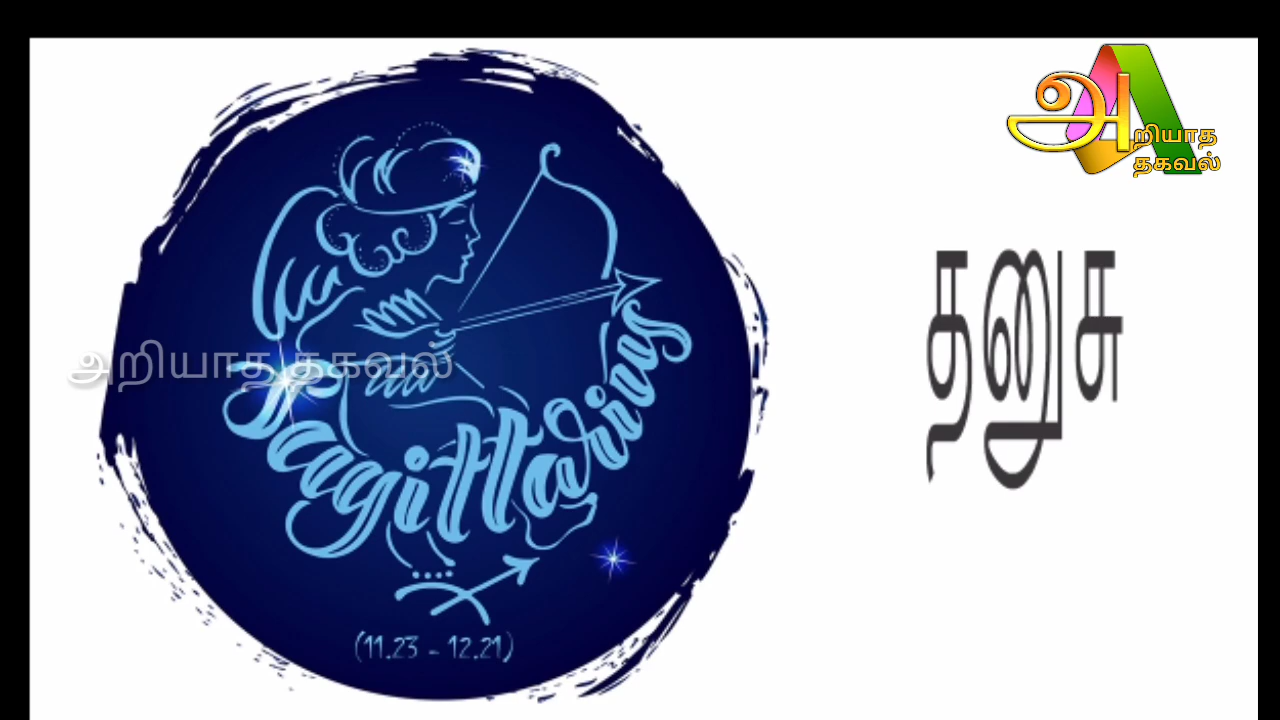 அறியாத
தகவல்
தனுசு
அறியாத தகவல்
Sagittarius
(11.23 - 12.21)